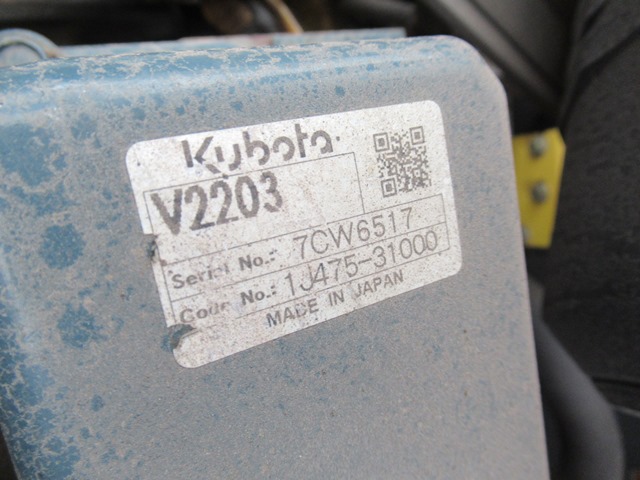 Kubota
V2203
Serial No.: 7CW6517
Code No.: 1J475-31000
MADE IN JAPAN